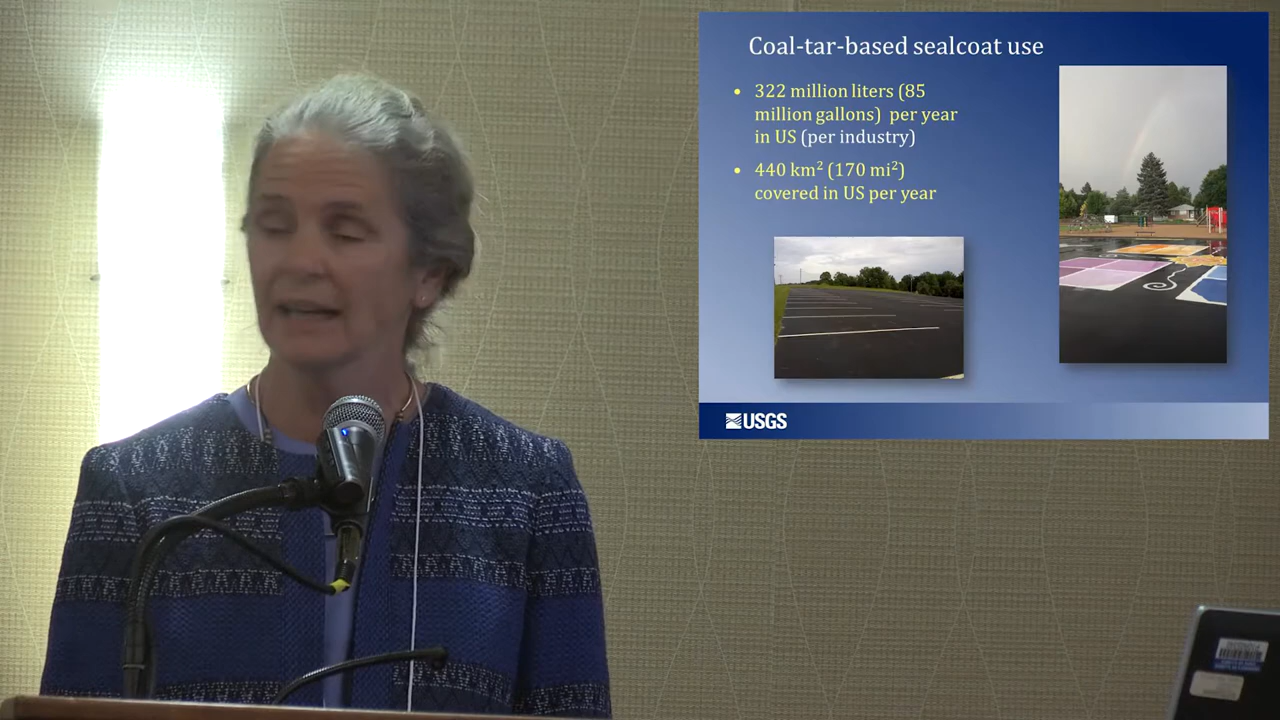 Coal-tar-based sealcoat use
• 322 million liters (85
million gallons) per year
in US (per industry)
• 440 km² (170 mi²)
covered in US per year
USGS